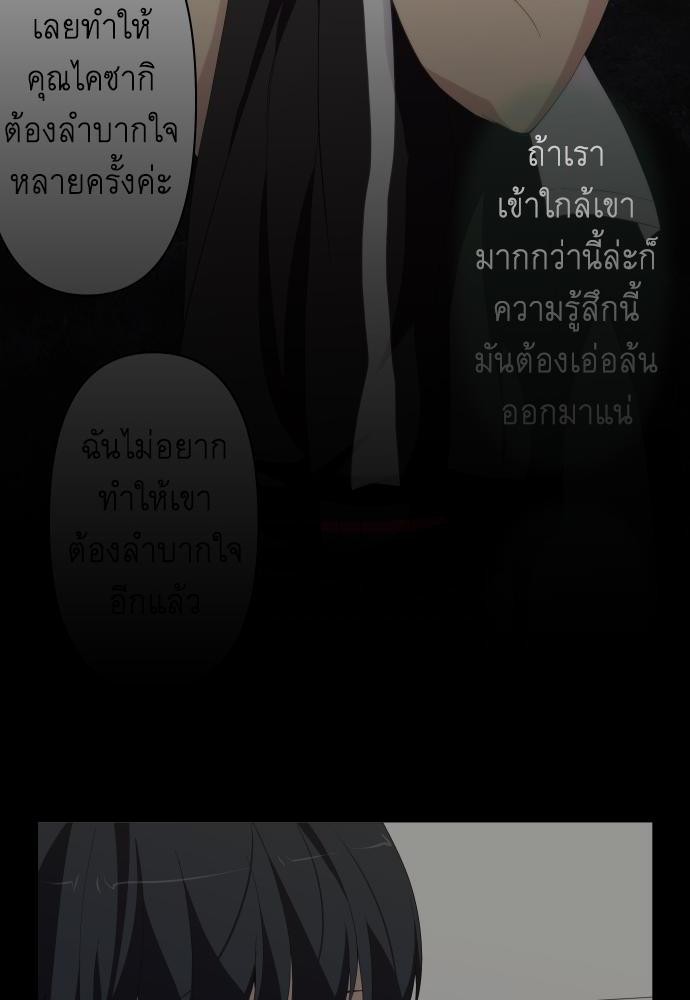 เลยทำให้
คุณไคซากิ
ต้องลำบากใจ
หลายครั้งค่ะ
ถ้าเรา
เข้าใกล้เขา
มากกว่านี้ล่ะก็
ความรู้สึกนี้
มันต้องเอ่อล้น
ออกมาแน่
ฉันไม่อยาก
ทำให้เขา
ต้องลำบากใจ
อีกแล้ว